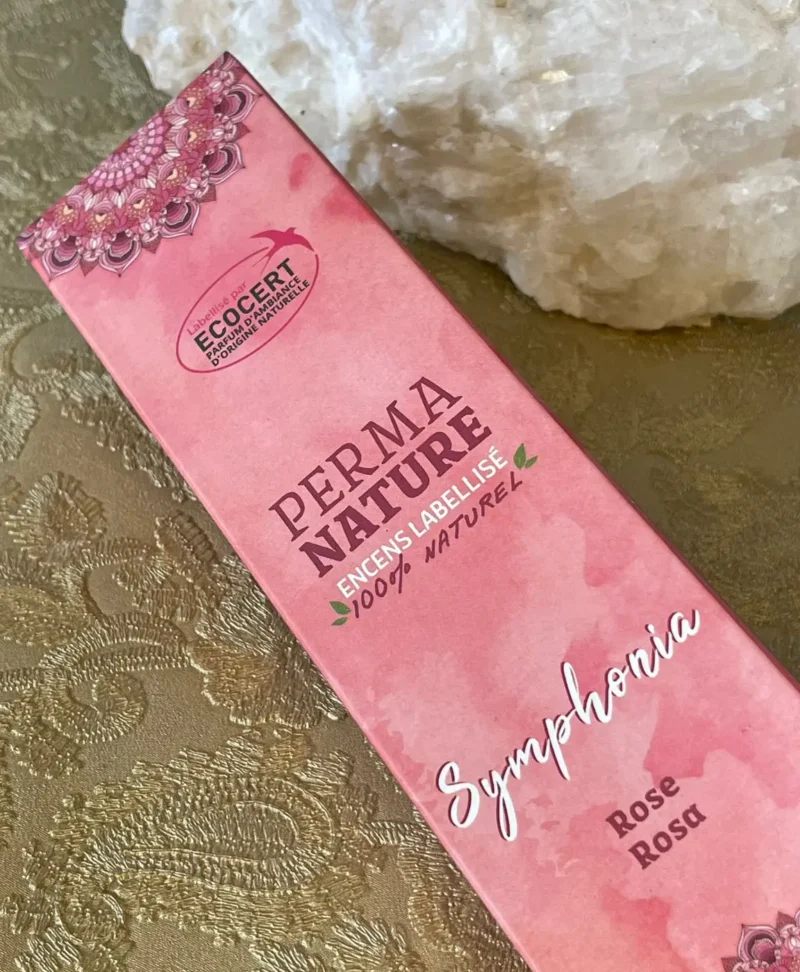 Labellisé par
ECOCERT
PARFUM D'AMBIANCE
D'ORIGINE NATURELLE
PERMA
NATURE
ENCENS LABELLISÉ
100% NATUREL
Symphonia
Rose
Rosa